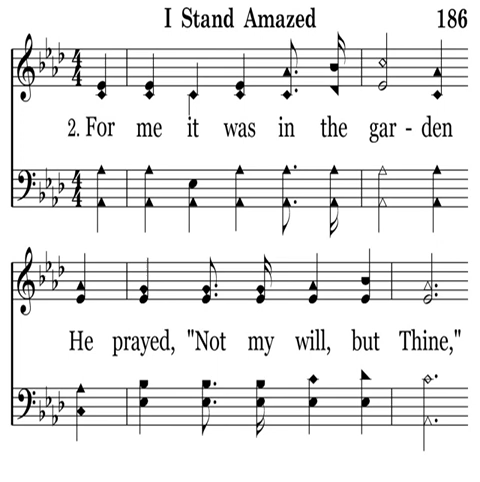 I Stand Amazed 186
2. For me it was in the gar - den
He prayed, "Not my will, but Thine,"